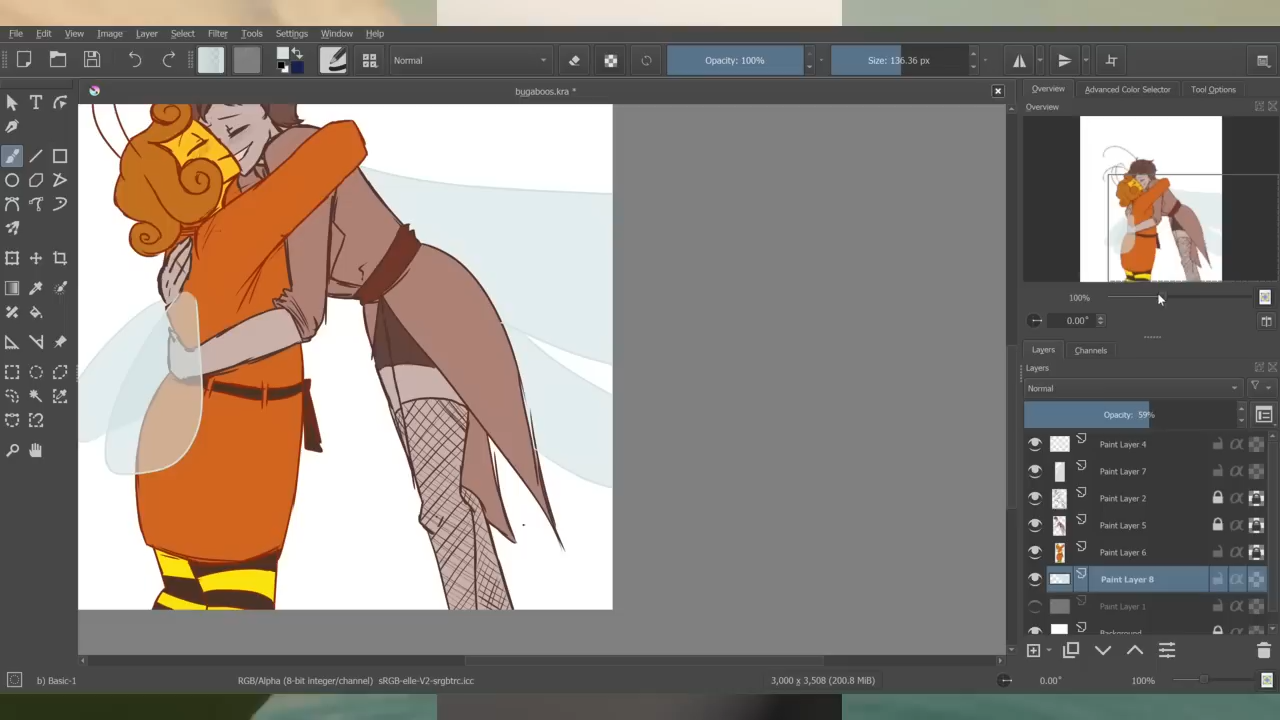 File Edit View Image Layer Select Filter Tools Settings Window Help
Normal Opacity: 100% Size: 136.36 px
bugaboos.kra *
Overview Advanced Color Selector Tool Options
Overview
100%
0.00°
Layers Channels
Layers
Normal
Opacity: 59%
Paint Layer 4
Paint Layer 7
Paint Layer 2
Paint Layer 5
Paint Layer 6
Paint Layer 8
Paint Layer 1
Background
b) Basic-1 RGB/Alpha (8-bit integer/channel) sRGB-elle-V2-srgbtrc.icc 3,000 x 3,508 (200.8 MiB) 0.00° 100%